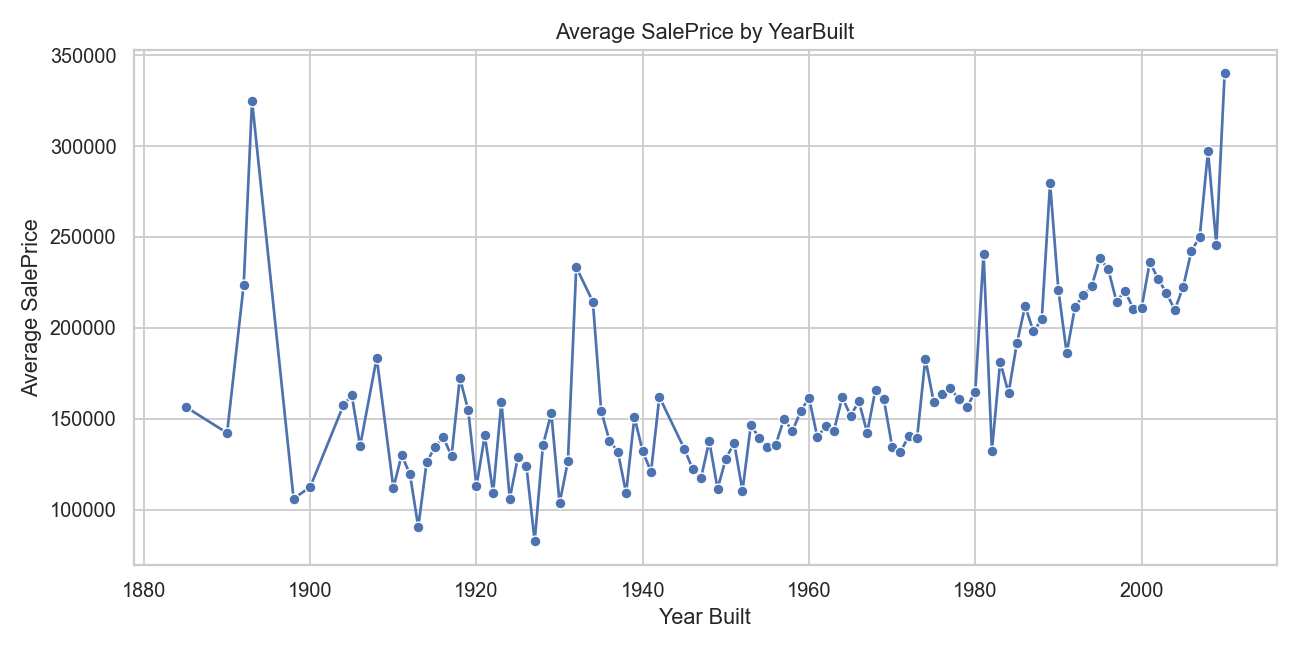 Average SalePrice by YearBuilt
Average SalePrice
350000
300000
250000
200000
150000
100000
1880 1900 1920 1940 1960 1980 2000
Year Built